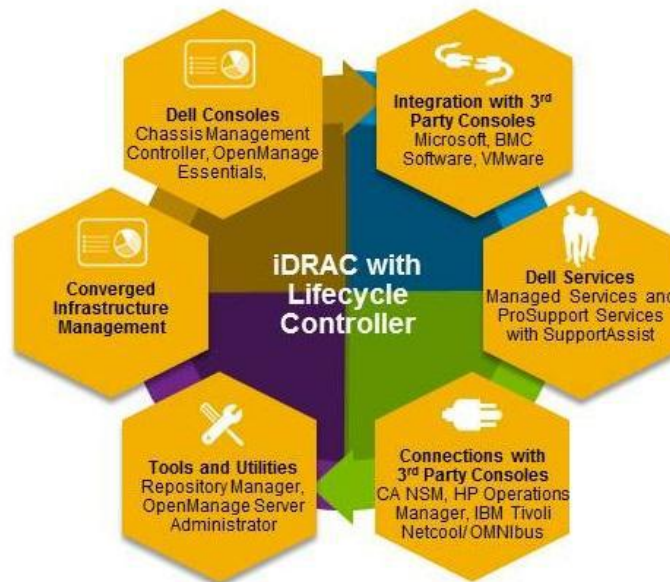 Dell Consoles
Chassis Management
Controller, OpenManage
Essentials,
Integration with 3rd
Party Consoles
Microsoft, BMC
Software, VMware
Converged
Infrastructure
Management
iDRAC with
Lifecycle
Controller
Dell Services
Managed Services and
ProSupport Services
with SupportAssist
Tools and Utilities
Repository Manager,
OpenManage Server
Administrator
Connections with
3rd Party Consoles
CA NSM, HP Operations
Manager, IBM Tivoli
Netcool/ OMNIbus